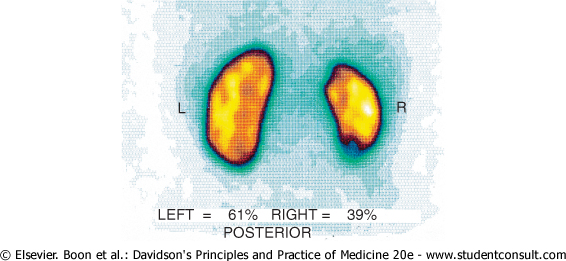 L R
LEFT = 61% RIGHT = 39%
POSTERIOR
© Elsevier. Boon et al.: Davidson's Principles and Practice of Medicine 20e - www.studentconsult.com